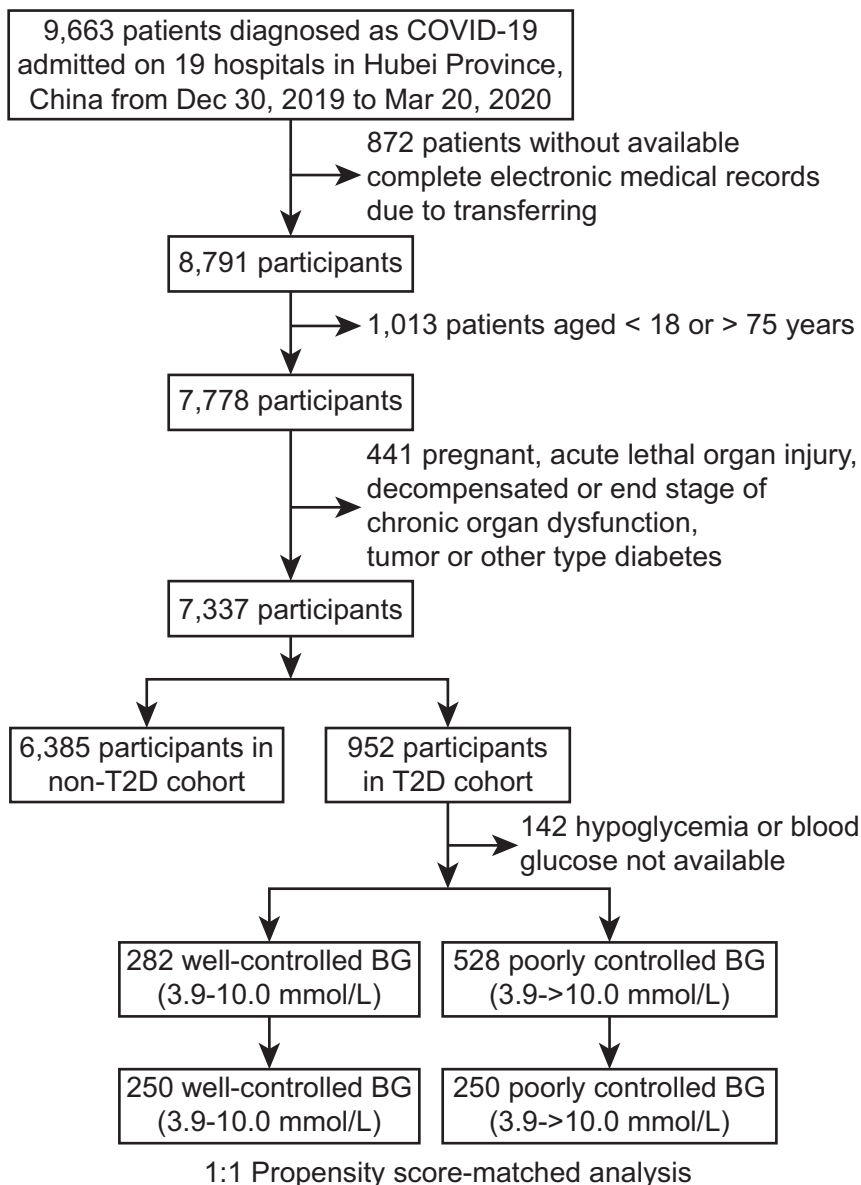 9,663 patients diagnosed as COVID-19
admitted on 19 hospitals in Hubei Province,
China from Dec 30, 2019 to Mar 20, 2020
872 patients without available
complete electronic medical records
due to transferring
8,791 participants
1,013 patients aged < 18 or > 75 years
7,778 participants
441 pregnant, acute lethal organ injury,
decompensated or end stage of
chronic organ dysfunction,
tumor or other type diabetes
7,337 participants
6,385 participants in
non-T2D cohort
952 participants
in T2D cohort
142 hypoglycemia or blood
glucose not available
282 well-controlled BG
(3.9-10.0 mmol/L)
528 poorly controlled BG
(3.9->10.0 mmol/L)
250 well-controlled BG
(3.9-10.0 mmol/L)
250 poorly controlled BG
(3.9->10.0 mmol/L)
1:1 Propensity score-matched analysis